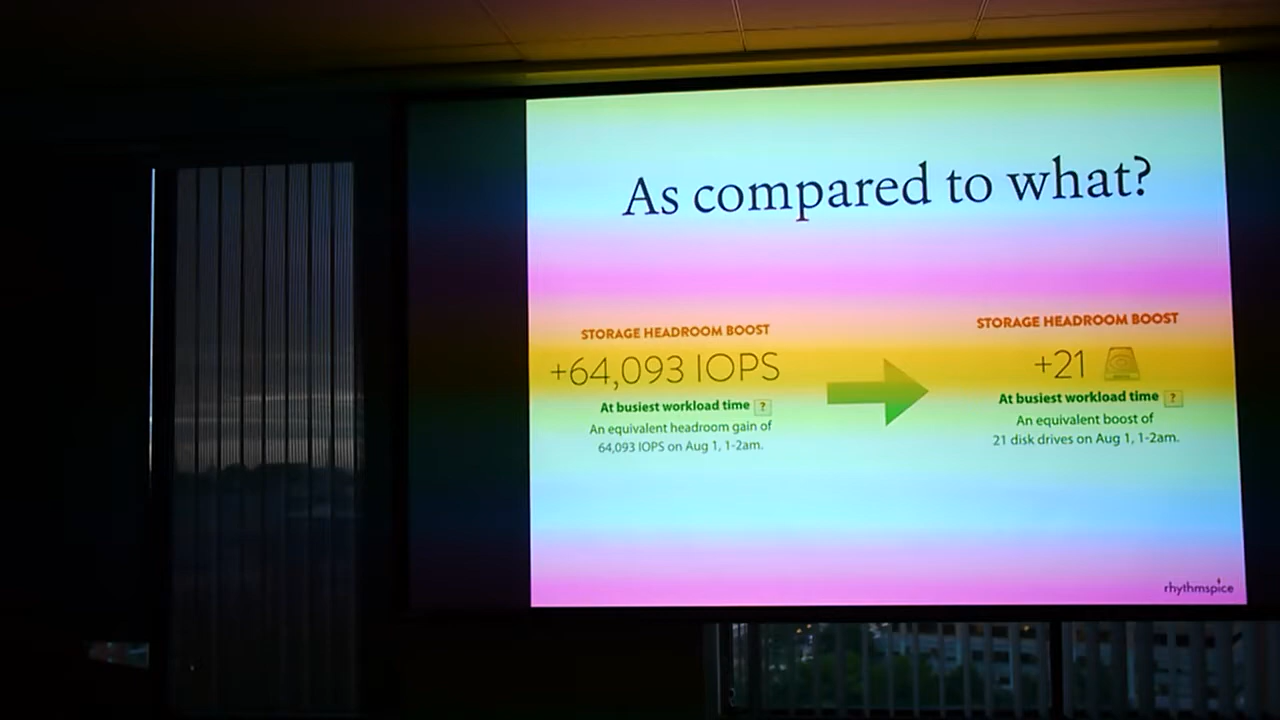 As compared to what?
STORAGE HEADROOM BOOST
+64,093 IOPS
At busiest workload time ?
An equivalent headroom gain of
64,093 IOPS on Aug 1, 1-2am.
STORAGE HEADROOM BOOST
+21
At busiest workload time ?
An equivalent boost of
21 disk drives on Aug 1, 1-2am.
rhythmspice